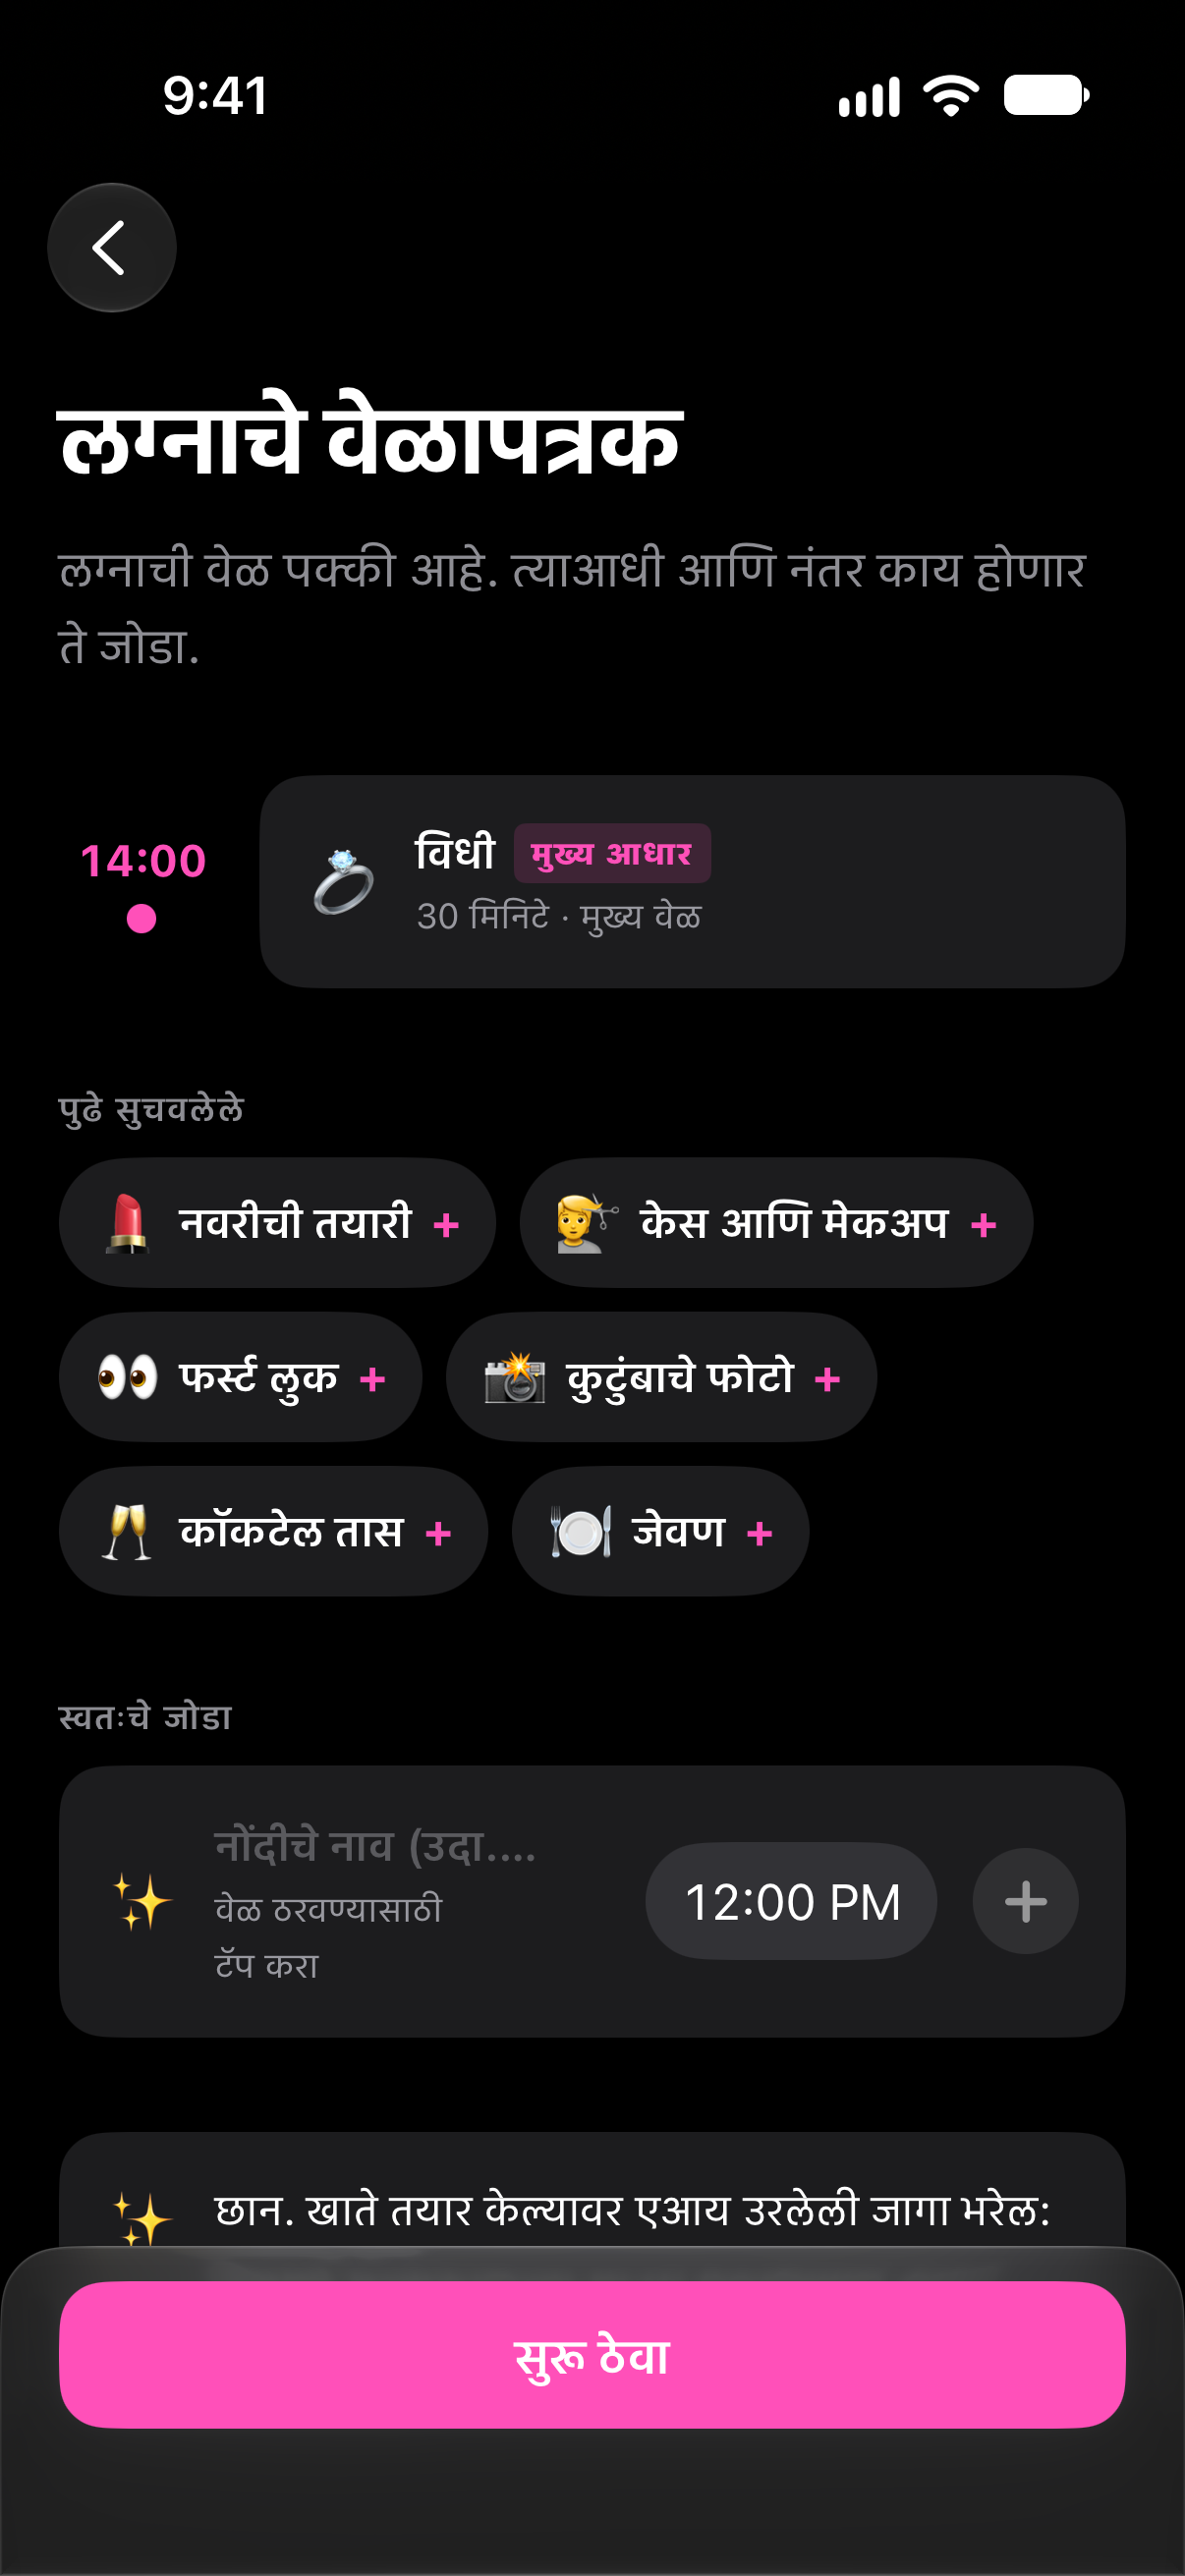 9:41
लग्नाचे वेळापत्रक
लग्नाची वेळ पक्की आहे. त्याआधी आणि नंतर काय होणार
ते जोडा.
14:00
विधी मुख्य आधार
30 मिनिटे · मुख्य वेळ
पुढे सुचवलेले
नवरीची तयारी +
केस आणि मेकअप +
फर्स्ट लुक +
कुटुंबाचे फोटो +
कॉकटेल तास +
जेवण +
स्वतःचे जोडा
नोंदीचे नाव (उदा....
वेळ ठरवण्यासाठी
टॅप करा
12:00 PM
छान. खाते तयार केल्यावर एआय उरलेली जागा भरेल:
सुरू ठेवा